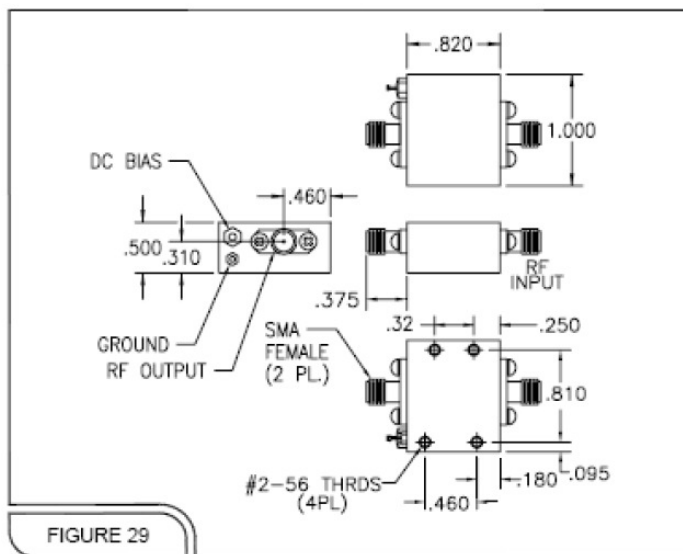 .820
1.000
DC BIAS
.460
.500
.310
RF
INPUT
.375
GROUND
RF OUTPUT
SMA
FEMALE
(2 PL.)
.32
.250
.810
#2-56 THRDS
(4PL)
.460
.180
.095
FIGURE 29